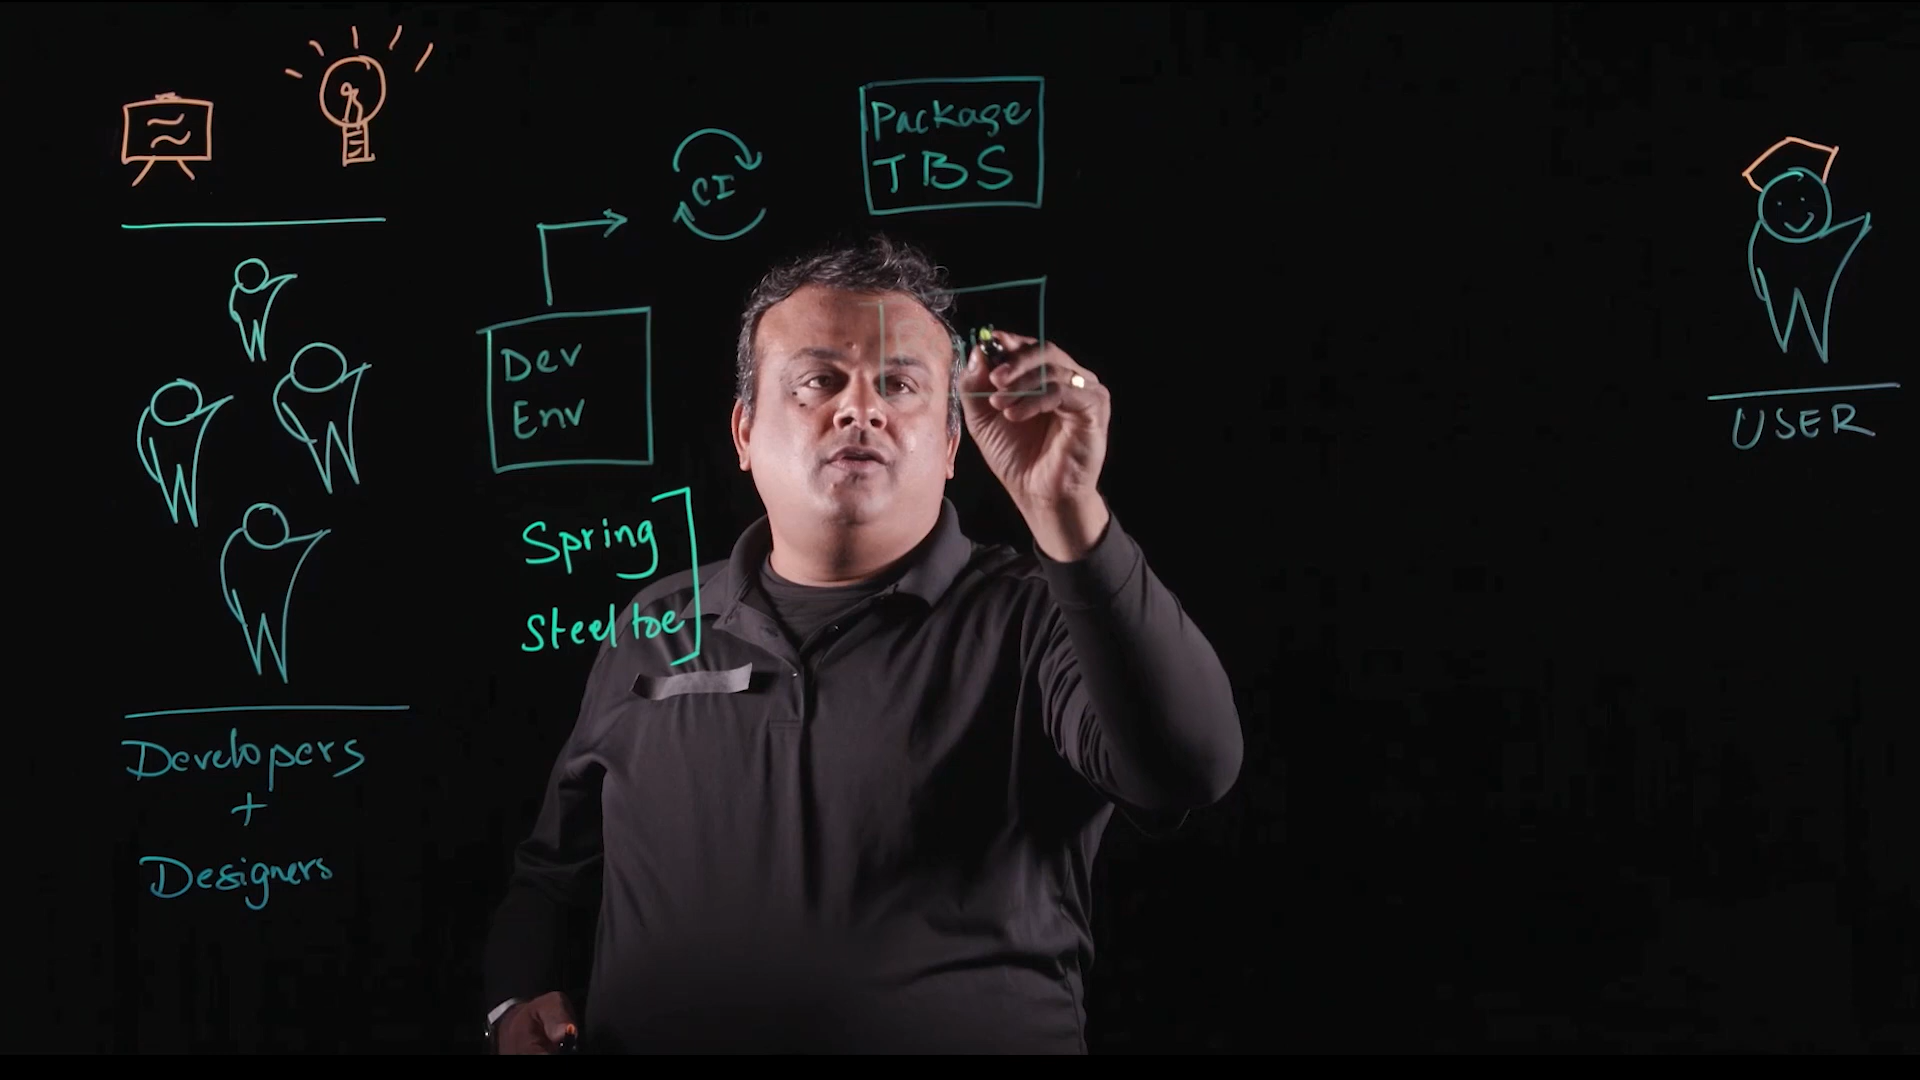 Package
TBS
CI
Dev
Env
Spring
Steeltoe
Developers
+
Designers
USER